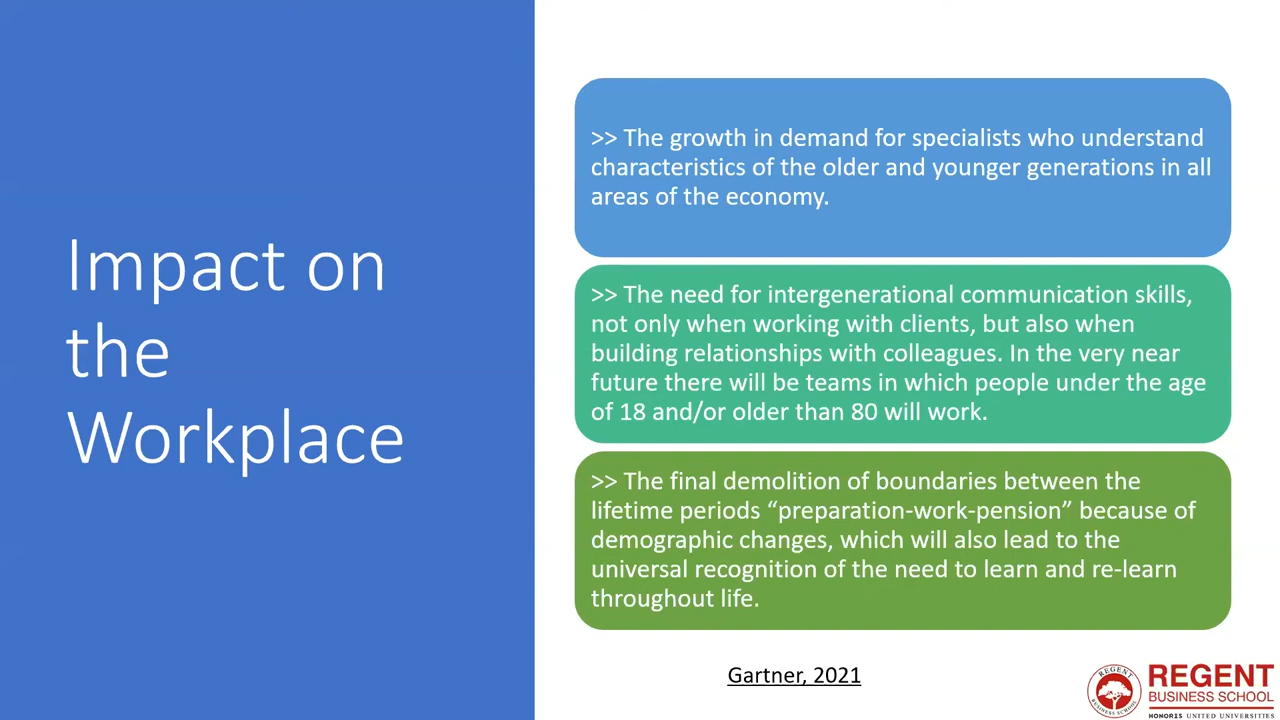 Impact on
the
Workplace
>> The growth in demand for specialists who understand
characteristics of the older and younger generations in all
areas of the economy.
>> The need for intergenerational communication skills,
not only when working with clients, but also when
building relationships with colleagues. In the very near
future there will be teams in which people under the age
of 18 and/or older than 80 will work.
>> The final demolition of boundaries between the
lifetime periods “preparation-work-pension” because of
demographic changes, which will also lead to the
universal recognition of the need to learn and re-learn
throughout life.
Gartner, 2021
REGENT
BUSINESS SCHOOL
REGENT
BUSINESS SCHOOL
HONORIS UNITED UNIVERSITIES